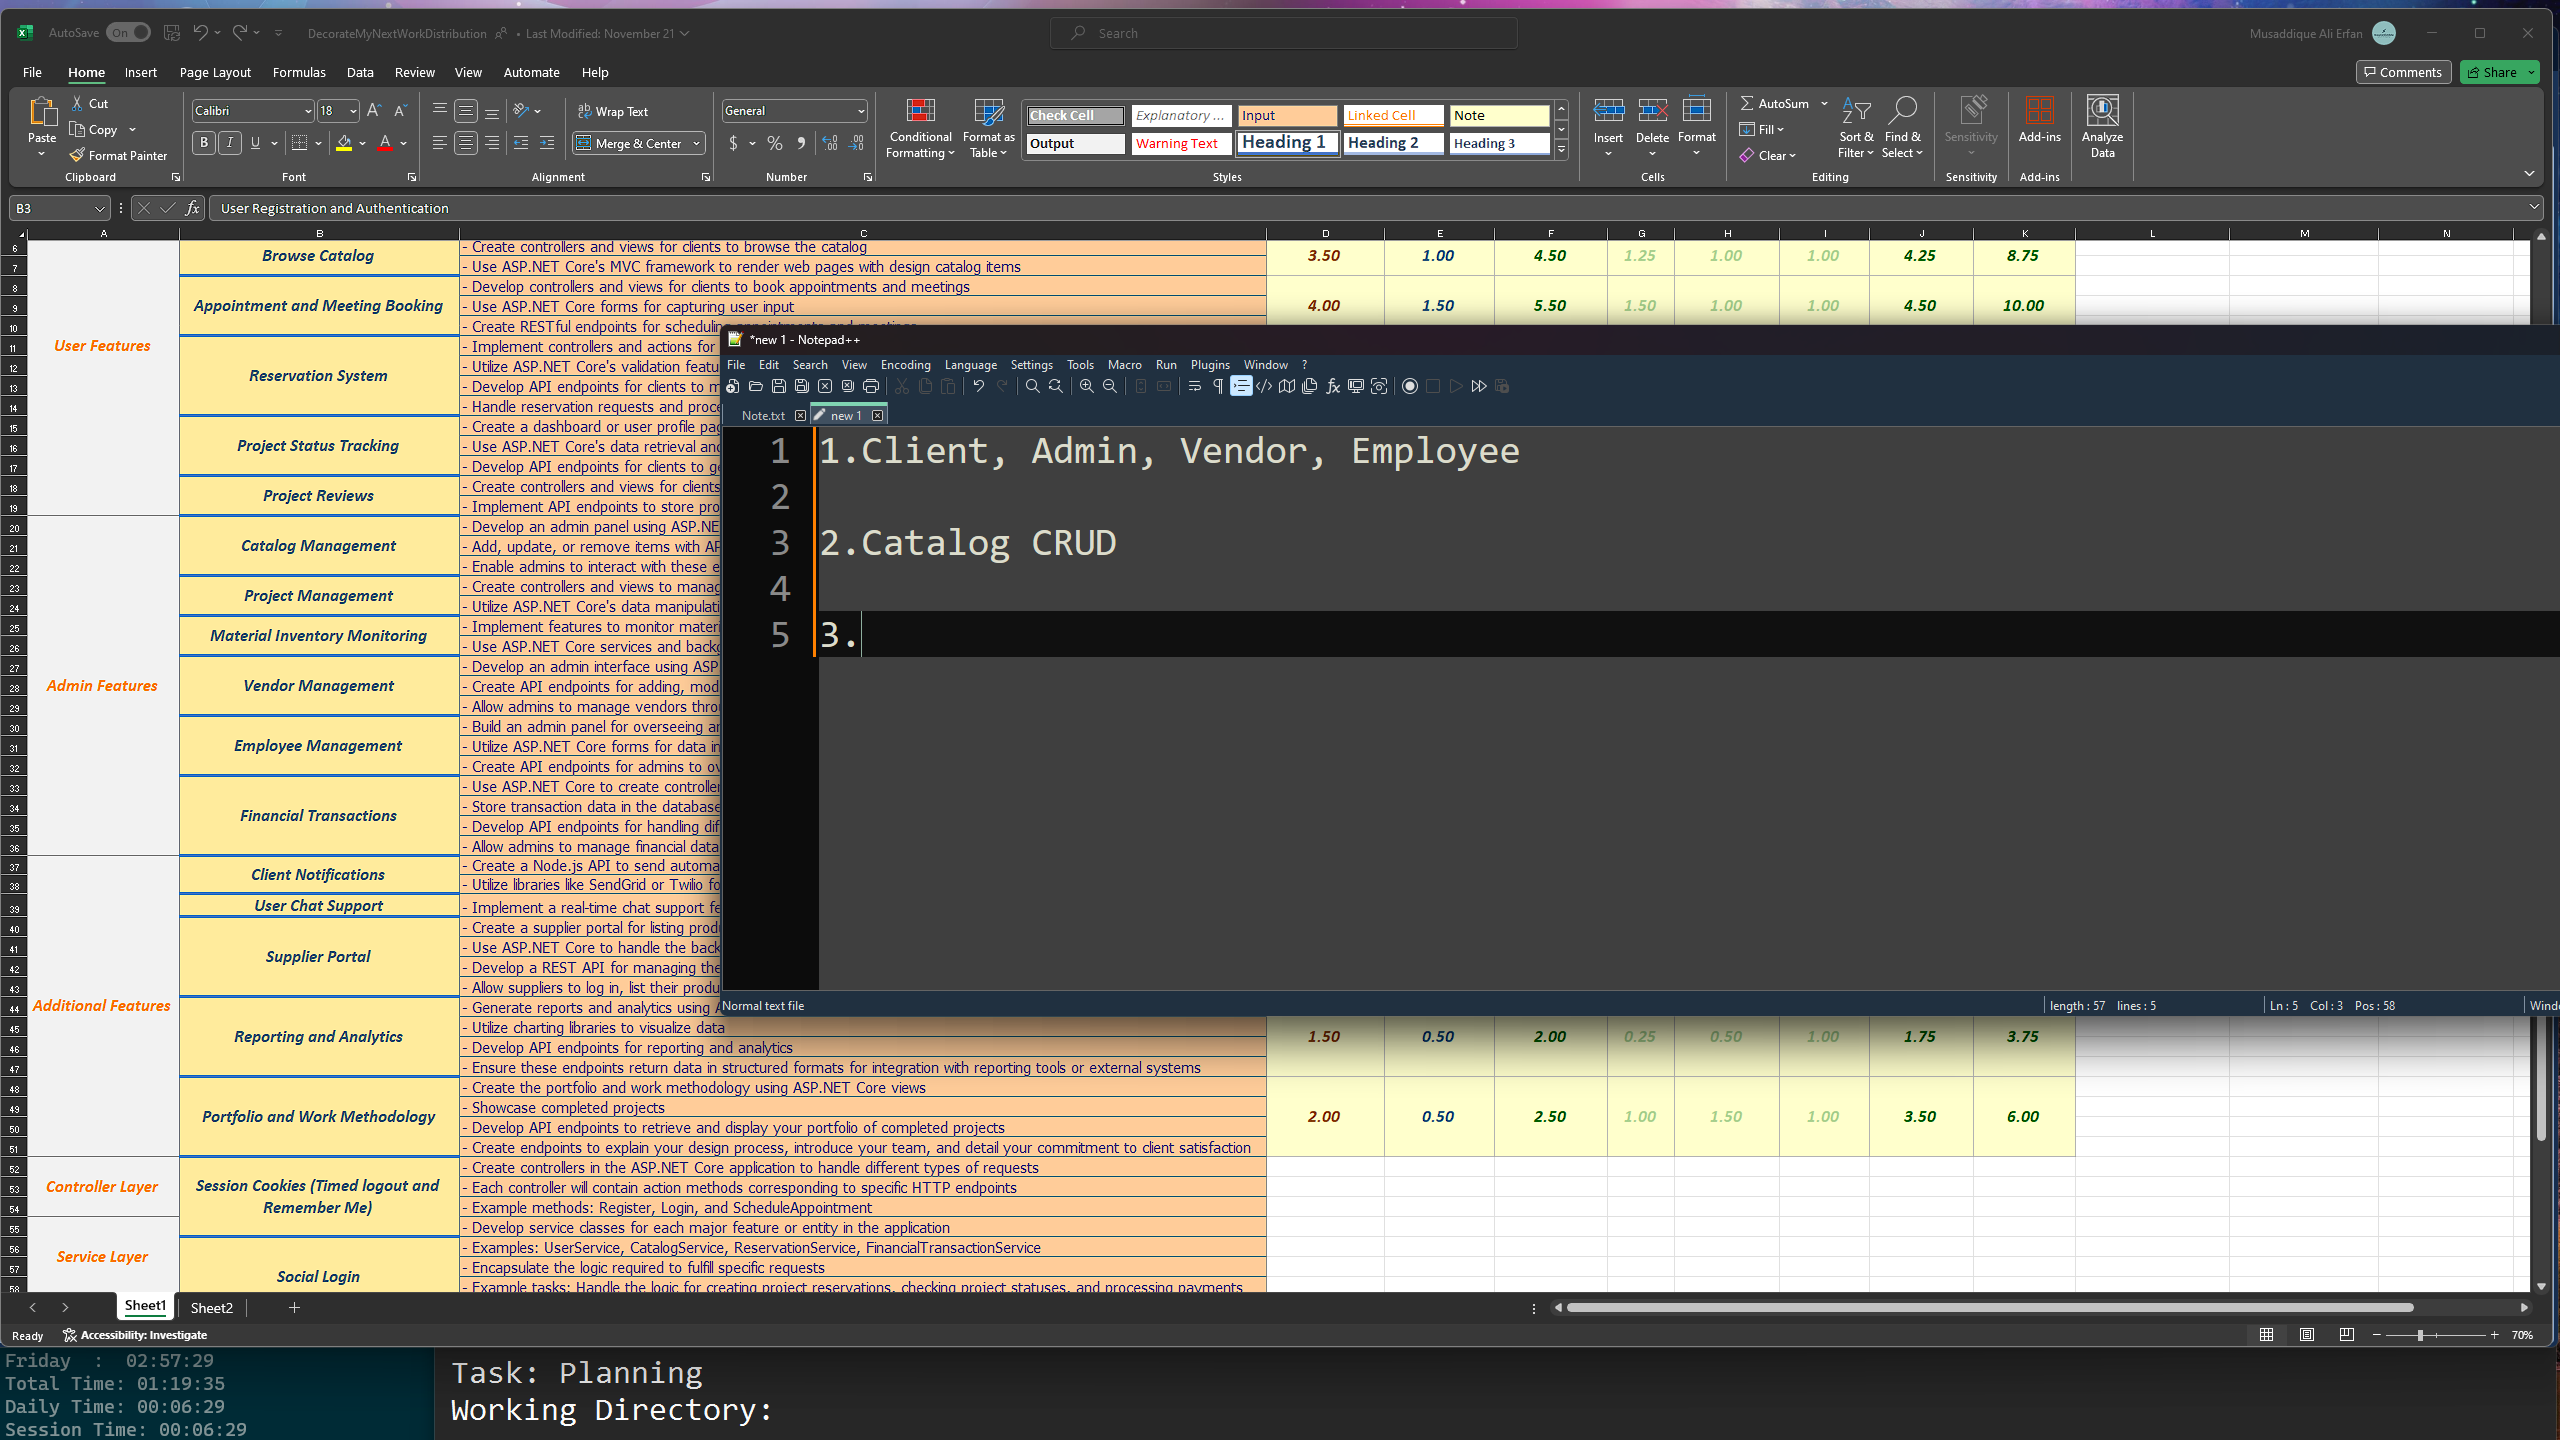 AutoSave On DecorateMyNextWorkDistribution • Last Modified: November 21 Search Musaddique Ali Erfan
File Home Insert Page Layout Formulas Data Review View Automate Help Comments Share
Paste Cut Copy Format Painter Clipboard
Calibri 18 B I U Font
Wrap Text Merge & Center Alignment
General $ % Number
Conditional Formatting Format as Table
Check Cell Explanatory ... Input Linked Cell Note
Output Warning Text Heading 1 Heading 2 Heading 3
Styles
Insert Delete Format Cells
AutoSum Fill Clear Sort & Filter Find & Select Editing
Sensitivity Sensitivity
Add-ins Add-ins
Analyze Data
B3 fx User Registration and Authentication
A B C D E F G H I J K L M N
6 Browse Catalog - Create controllers and views for clients to browse the catalog 3.50 1.00 4.50 1.25 1.00 1.00 4.25 8.75
7 - Use ASP.NET Core's MVC framework to render web pages with design catalog items
8 - Develop controllers and views for clients to book appointments and meetings
9 Appointment and Meeting Booking - Use ASP.NET Core forms for capturing user input 4.00 1.50 5.50 1.50 1.00 1.00 4.50 10.00
10 - Create RESTful endpoints for scheduling appointments and meetings
11 User Features - Implement controllers and actions for
12 Reservation System - Utilize ASP.NET Core's validation featu
13 - Develop API endpoints for clients to m
14 - Handle reservation requests and proce
15 - Create a dashboard or user profile pag
16 Project Status Tracking - Use ASP.NET Core's data retrieval and
17 - Develop API endpoints for clients to ge
18 Project Reviews - Create controllers and views for clients
19 - Implement API endpoints to store pro
20 - Develop an admin panel using ASP.NE
21 Catalog Management - Add, update, or remove items with AP
22 - Enable admins to interact with these e
23 Project Management - Create controllers and views to manag
24 - Utilize ASP.NET Core's data manipulati
25 Material Inventory Monitoring - Implement features to monitor materi
26 - Use ASP.NET Core services and backg
27 - Develop an admin interface using ASP
28 Admin Features Vendor Management - Create API endpoints for adding, mod
29 - Allow admins to manage vendors throu
30 - Build an admin panel for overseeing an
31 Employee Management - Utilize ASP.NET Core forms for data in
32 - Create API endpoints for admins to ov
33 - Use ASP.NET Core to create controller
34 Financial Transactions - Store transaction data in the database
35 - Develop API endpoints for handling dif
36 - Allow admins to manage financial data
37 Client Notifications - Create a Node.js API to send automa
38 - Utilize libraries like SendGrid or Twilio fo
39 User Chat Support - Implement a real-time chat support fe
40 - Create a supplier portal for listing produ
41 Supplier Portal - Use ASP.NET Core to handle the back
42 - Develop a REST API for managing the
43 - Allow suppliers to log in, list their produ
44 Additional Features - Generate reports and analytics using A
45 Reporting and Analytics - Utilize charting libraries to visualize data 1.50 0.50 2.00 0.25 0.50 1.00 1.75 3.75
46 - Develop API endpoints for reporting and analytics
47 - Ensure these endpoints return data in structured formats for integration with reporting tools or external systems
48 - Create the portfolio and work methodology using ASP.NET Core views
49 Portfolio and Work Methodology - Showcase completed projects 2.00 0.50 2.50 1.00 1.50 1.00 3.50 6.00
50 - Develop API endpoints to retrieve and display your portfolio of completed projects
51 - Create endpoints to explain your design process, introduce your team, and detail your commitment to client satisfaction
52 - Create controllers in the ASP.NET Core application to handle different types of requests
53 Controller Layer Session Cookies (Timed logout and Remember Me) - Each controller will contain action methods corresponding to specific HTTP endpoints
54 - Example methods: Register, Login, and ScheduleAppointment
55 - Develop service classes for each major feature or entity in the application
56 Service Layer - Examples: UserService, CatalogService, ReservationService, FinancialTransactionService
57 Social Login - Encapsulate the logic required to fulfill specific requests
58 - Example tasks: Handle the logic for creating project reservations, checking project statuses, and processing payments
*new 1 - Notepad++
File Edit Search View Encoding Language Settings Tools Macro Run Plugins Window ?
Note.txt new 1
1 1.Client, Admin, Vendor, Employee
2
3 2.Catalog CRUD
4
5 3.
Normal text file length : 57 lines : 5 Ln : 5 Col : 3 Pos : 58 Windo
Sheet1 Sheet2
Ready Accessibility: Investigate 70%
Friday : 02:57:29
Total Time: 01:19:35
Daily Time: 00:06:29
Session Time: 00:06:29
Task: Planning
Working Directory: